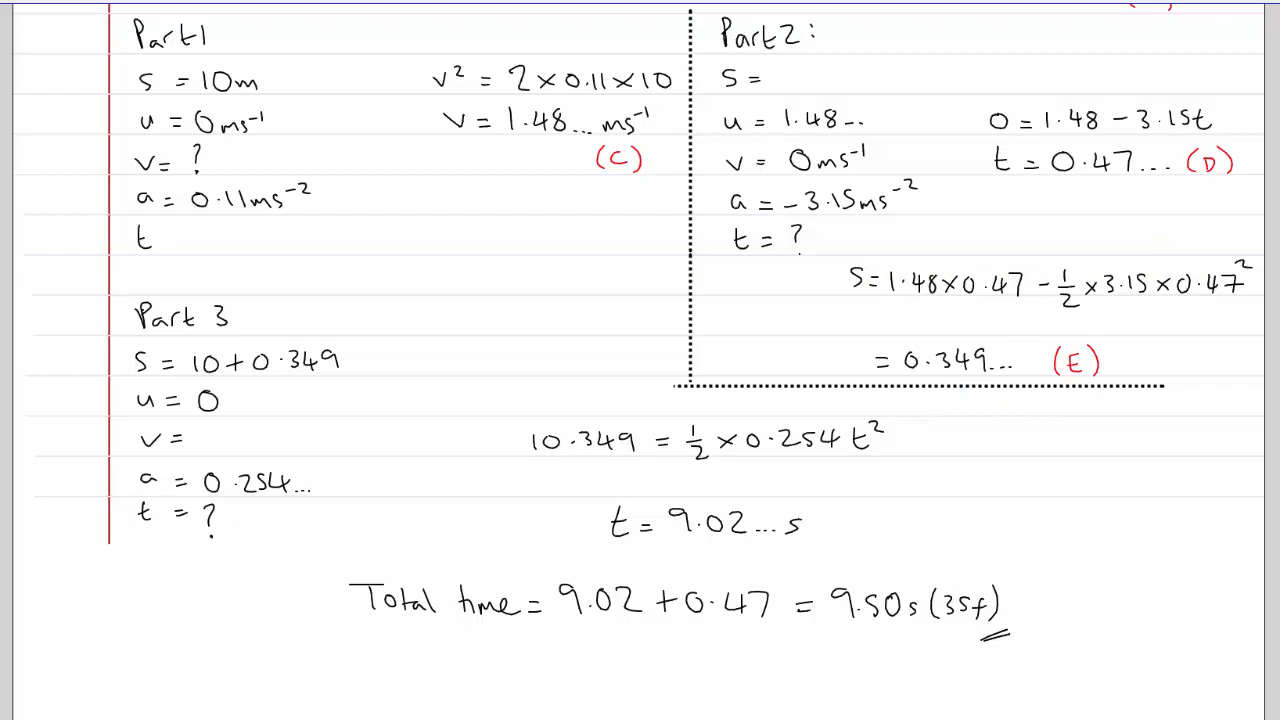 Part 1
s = 10m
u = 0ms⁻¹
v = ?
a = 0.11ms⁻²
t
v² = 2 × 0.11 × 10
v = 1.48... ms⁻¹
(C)
Part 2:
s =
u = 1.48...
v = 0ms⁻¹
a = -3.15ms⁻²
t = ?
0 = 1.48 - 3.15t
t = 0.47... (D)
s = 1.48 × 0.47 - ½ × 3.15 × 0.47²
= 0.349... (E)
Part 3
s = 10 + 0.349
u = 0
v =
a = 0.254...
t = ?
10.349 = ½ × 0.254 t²
t = 9.02... s
Total time = 9.02 + 0.47 = 9.50s (3sf)